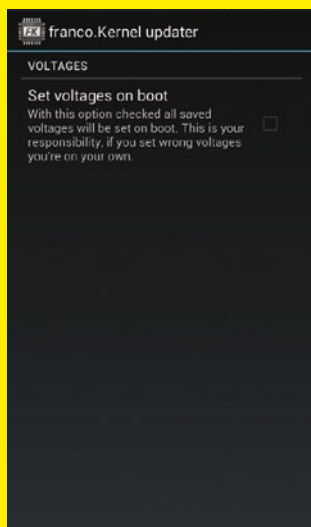 FK franco.Kernel updater
VOLTAGES
Set voltages on boot
With this option checked all saved
voltages will be set on boot. This is your
responsibility, if you set wrong voltages
you're on your own.